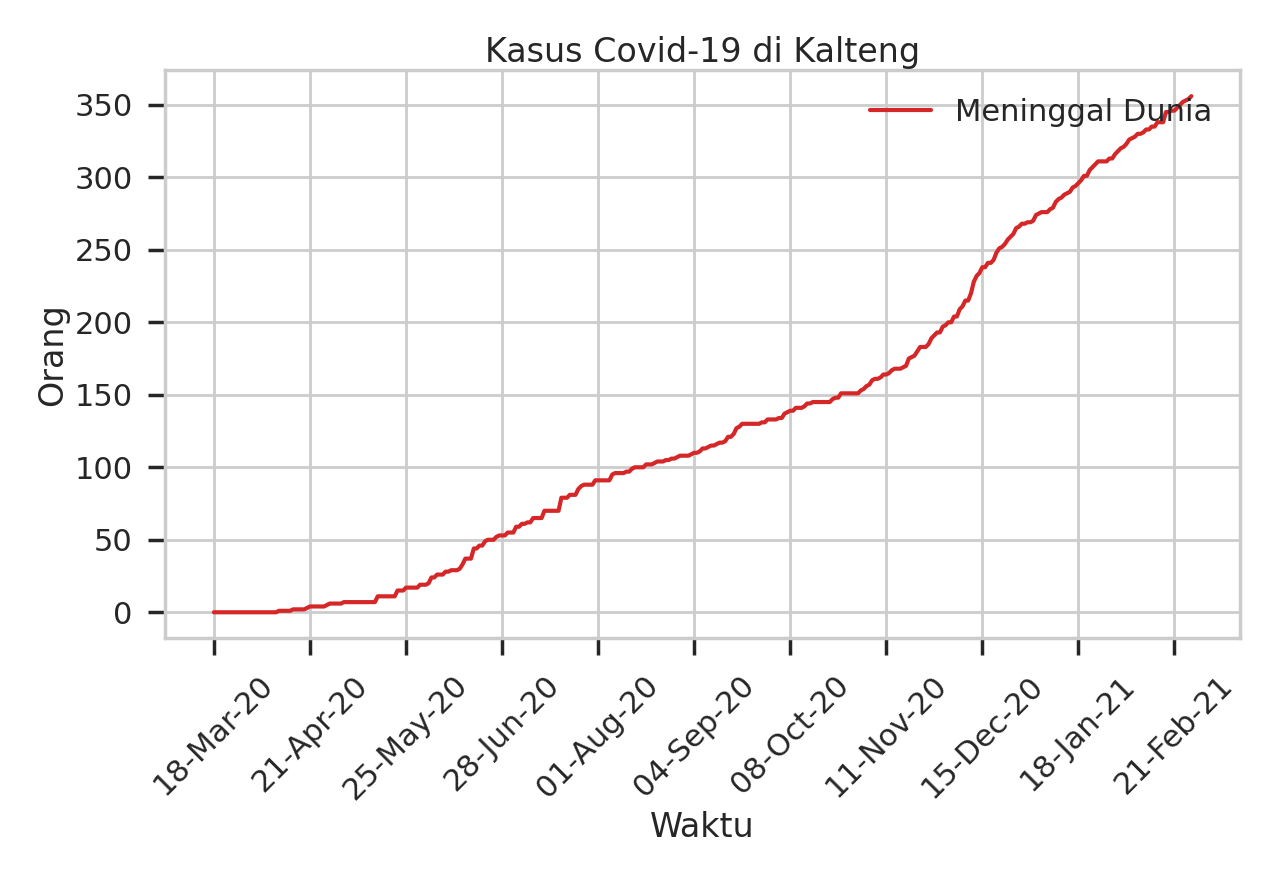 Kasus Covid-19 di Kalteng
Meninggal Dunia
Orang
350
300
250
200
150
100
50
0
18-Mar-20
21-Apr-20
25-May-20
28-Jun-20
01-Aug-20
04-Sep-20
08-Oct-20
11-Nov-20
15-Dec-20
18-Jan-21
21-Feb-21
Waktu